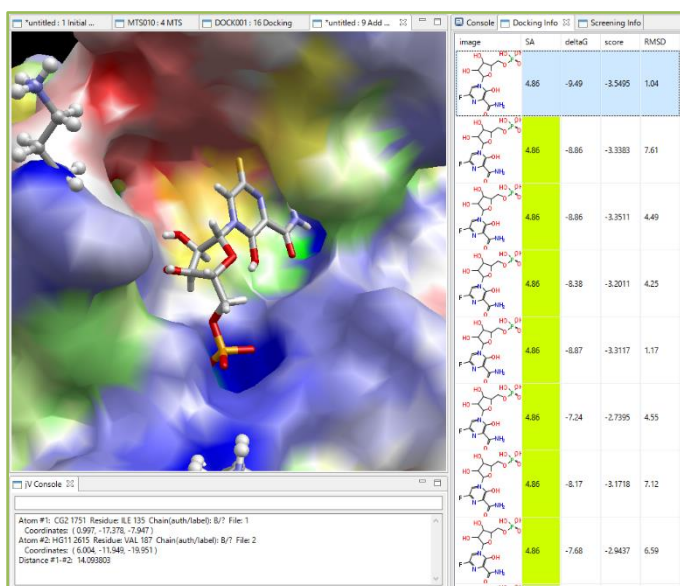 *untitled : 1 Initial ... MTS010 : 4 MTS DOCK001 : 16 Docking *untitled : 9 Add ...
Console Docking Info Screening Info
image SA deltaG score RMSD
4.86 -9.49 -3.5495 1.04
4.86 -8.86 -3.3383 7.61
4.86 -8.86 -3.3511 4.49
4.86 -8.38 -3.2011 4.25
4.86 -8.87 -3.3117 1.17
4.86 -7.24 -2.7395 4.55
4.86 -8.17 -3.1718 7.12
4.86 -7.68 -2.9437 6.59
jV Console
Atom #1: CG2 1751 Residue: ILE 135 Chain(auth/label): B/? File: 1
Coordinates: ( 0.997, -17.378, -7.947 )
Atom #2: HG11 2615 Residue: VAL 187 Chain(auth/label): B/? File: 2
Coordinates: ( 6.004, -11.949, -19.951 )
Distance #1-#2: 14.093803